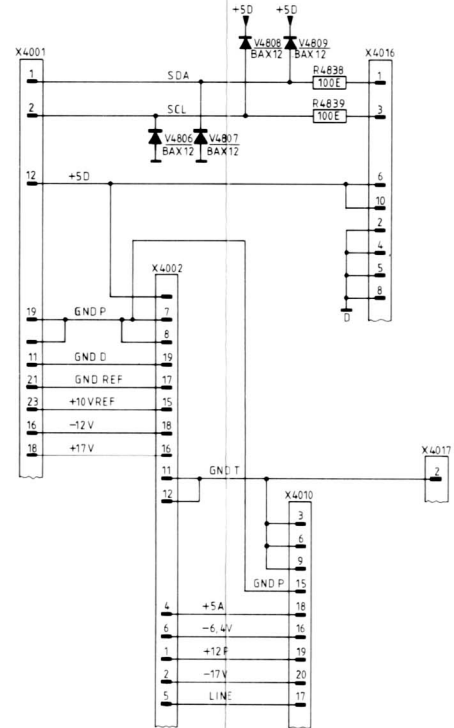 +5D +5D
V4808 V4809
BAX12 BAX12
X4001 X4016
R4838
1 SDA 100E 1
R4839
2 SCL 100E 3
V4806 V4807
BAX12 BAX12
12 +5D 6
10
2
4
X4002 5
8
19 GND P 7 D
8
11 GND D 19
21 GND REF 17
23 +10VREF 15
16 -12V 18
18 +17V 16
X4017
11 GND T 2
12 X4010
3
6
9
GND P 15
4 +5A 18
6 -6,4V 16
1 +12F 19
2 -17V 20
5 LINE 17